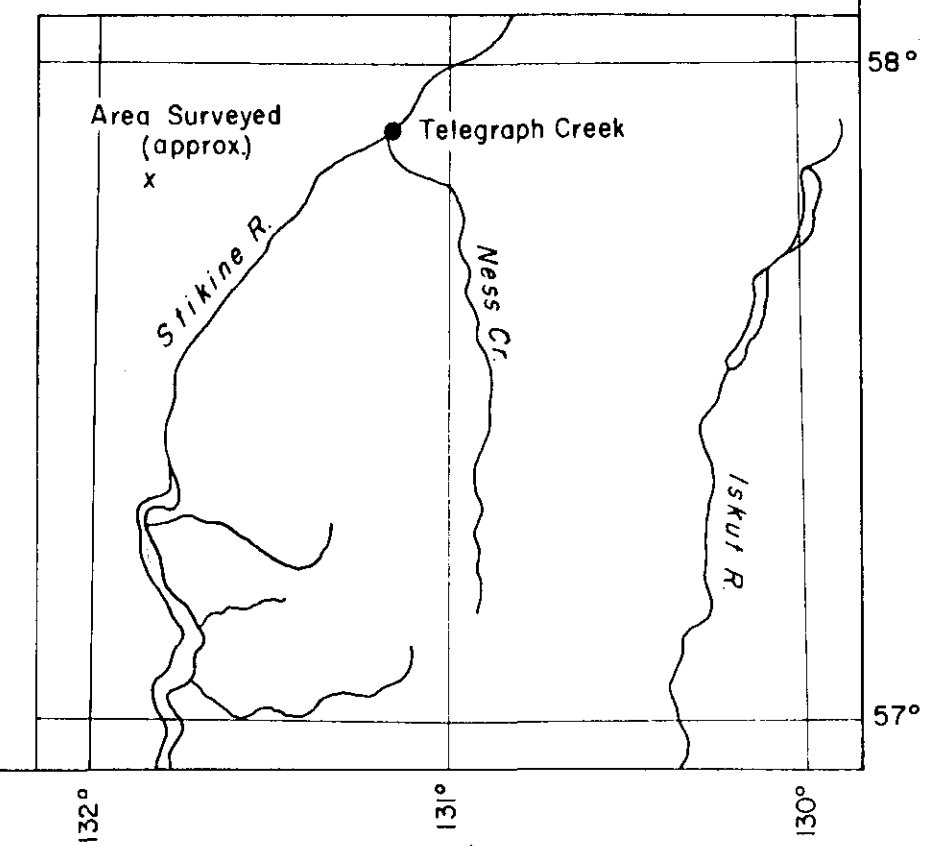 58°
Area Surveyed
(approx.)
x
Telegraph Creek
Stikine R.
Ness Cr.
Iskut R.
57°
132°
131°
130°